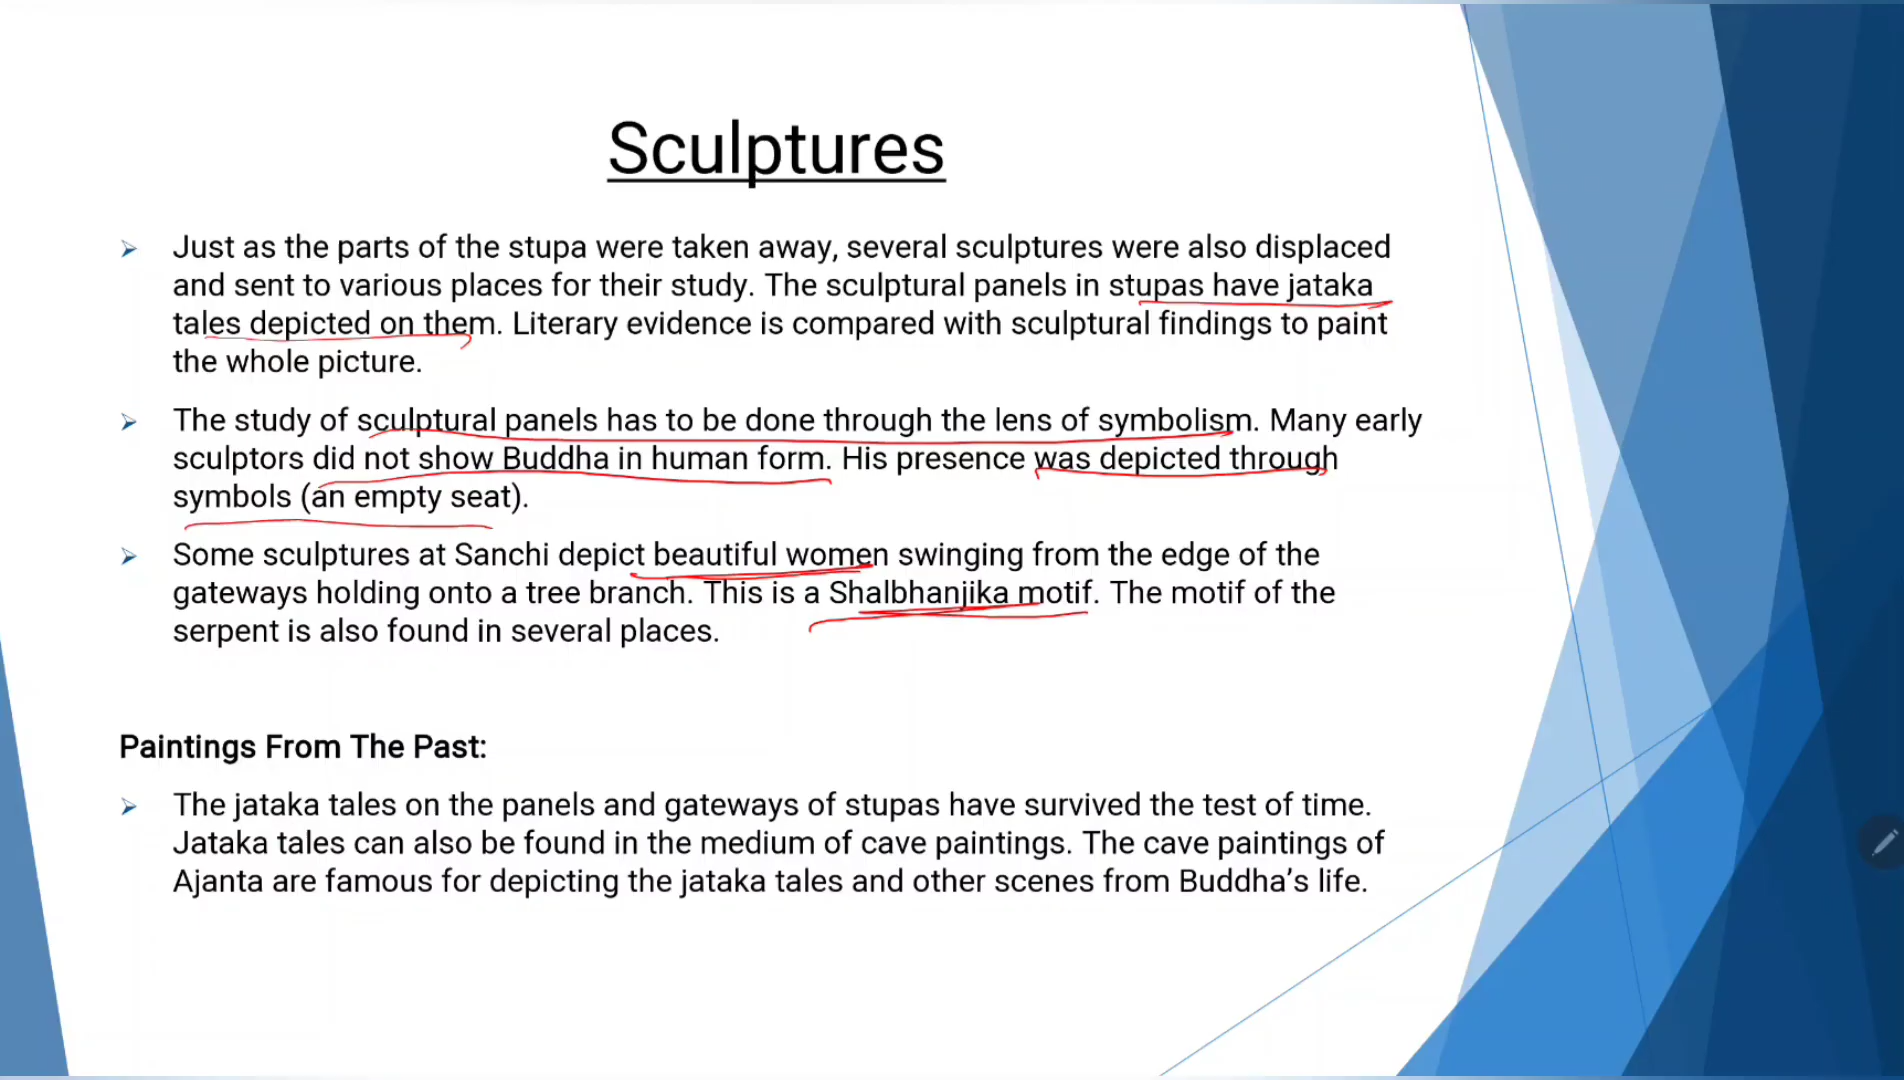 Sculptures
Just as the parts of the stupa were taken away, several sculptures were also displaced
and sent to various places for their study. The sculptural panels in stupas have jataka
tales depicted on them. Literary evidence is compared with sculptural findings to paint
the whole picture.
The study of sculptural panels has to be done through the lens of symbolism. Many early
sculptors did not show Buddha in human form. His presence was depicted through
symbols (an empty seat).
Some sculptures at Sanchi depict beautiful women swinging from the edge of the
gateways holding onto a tree branch. This is a Shalbhanjika motif. The motif of the
serpent is also found in several places.
Paintings From The Past:
The jataka tales on the panels and gateways of stupas have survived the test of time.
Jataka tales can also be found in the medium of cave paintings. The cave paintings of
Ajanta are famous for depicting the jataka tales and other scenes from Buddha’s life.